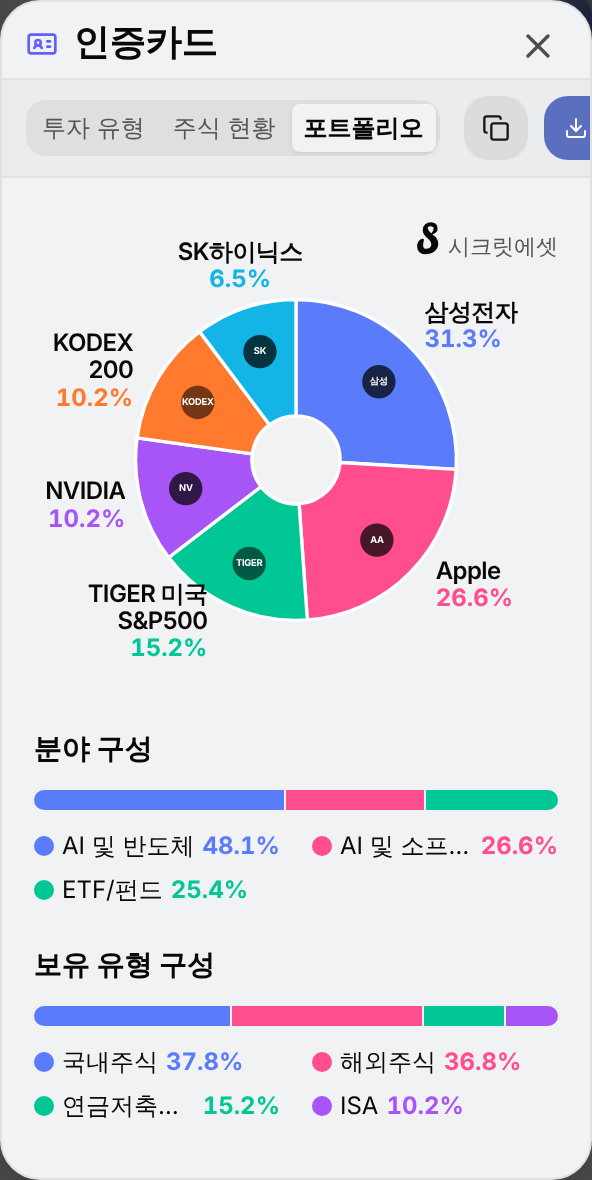 인증카드
투자 유형
주식 현황
포트폴리오
S 시크릿에셋
SK하이닉스
6.5%
삼성전자
31.3%
KODEX
200
10.2%
NVIDIA
10.2%
TIGER 미국
S&P500
15.2%
Apple
26.6%
SK
삼성
KODEX
NV
AA
TIGER
분야 구성
AI 및 반도체 48.1%
AI 및 소프... 26.6%
ETF/펀드 25.4%
보유 유형 구성
국내주식 37.8%
해외주식 36.8%
연금저축... 15.2%
ISA 10.2%